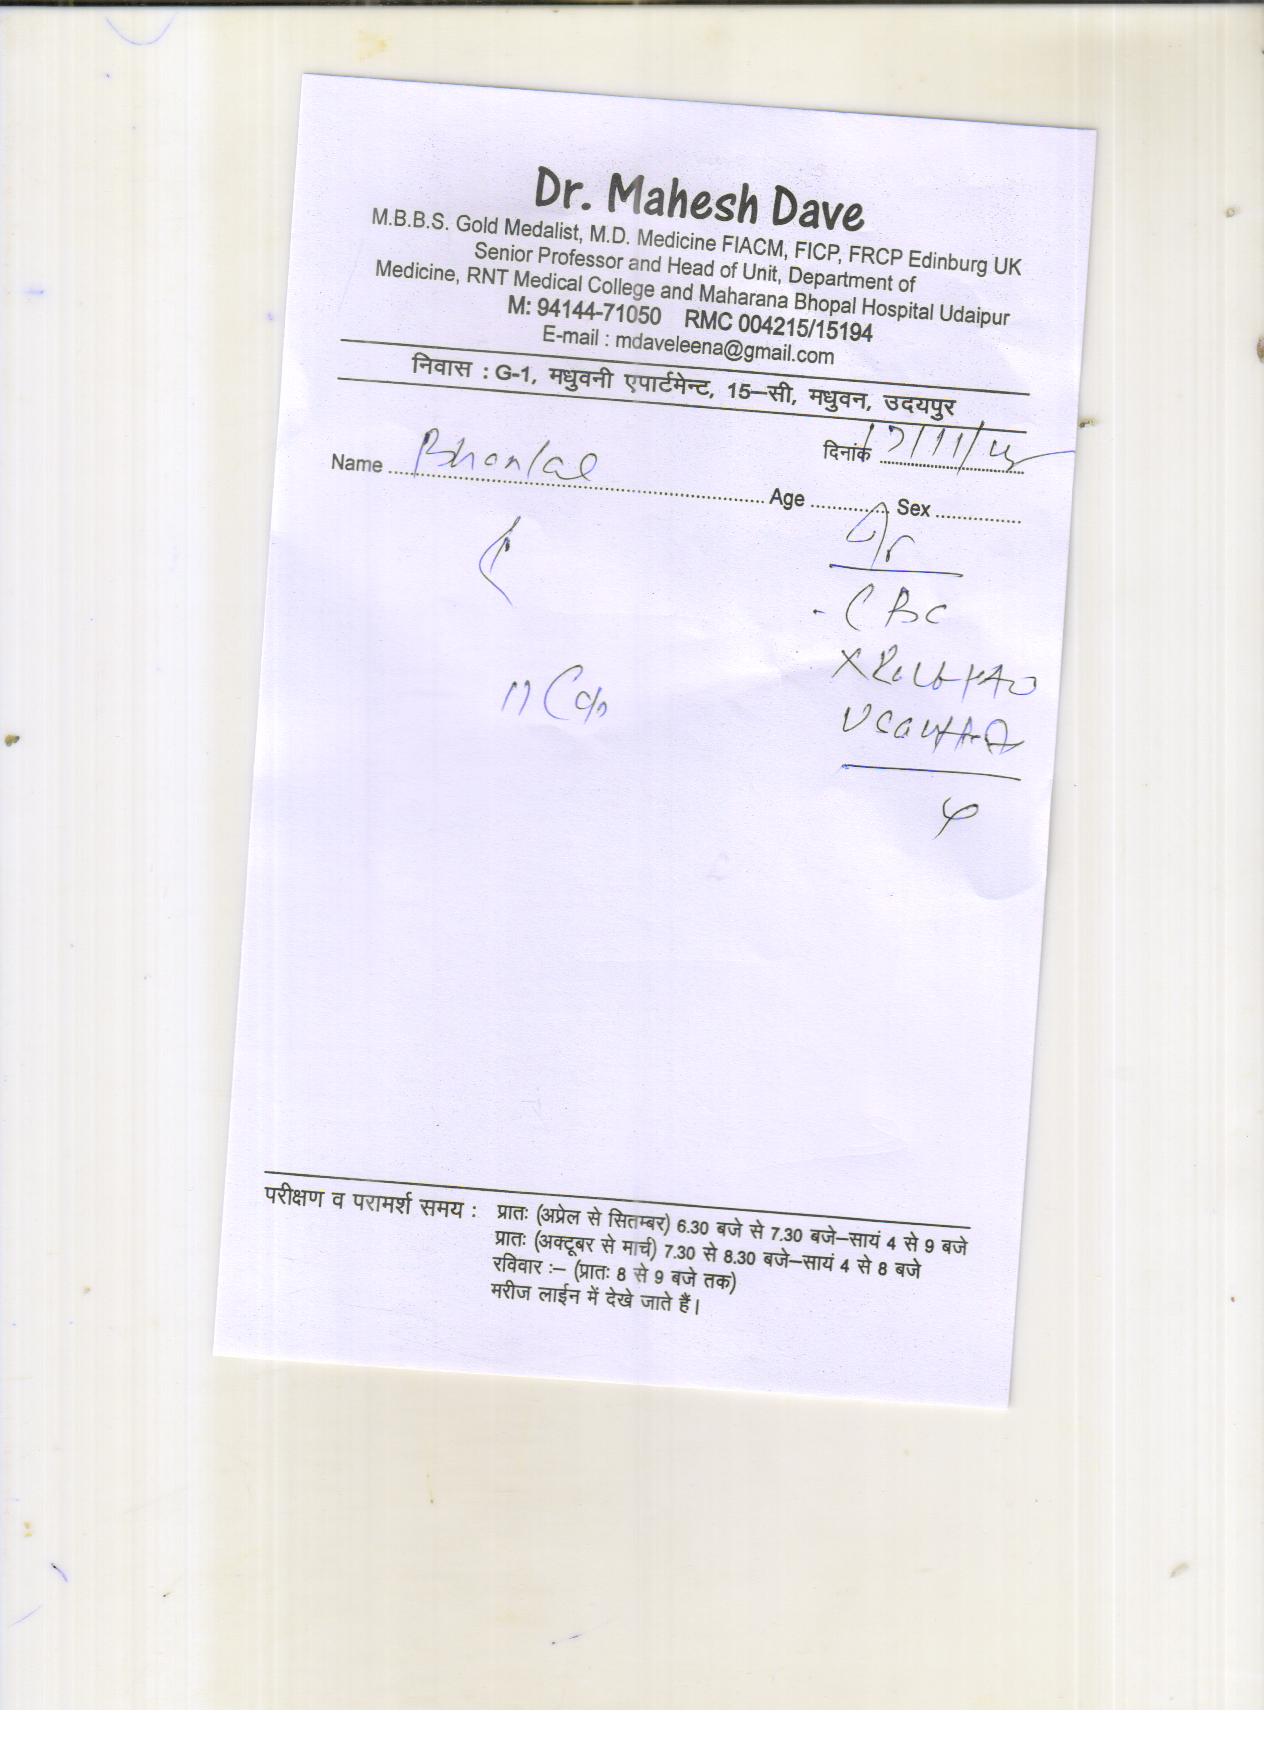 Dr. Mahesh Dave
M.B.B.S. Gold Medalist, M.D. Medicine FIACM, FICP, FRCP Edinburg UK
Senior Professor and Head of Unit, Department of
Medicine, RNT Medical College and Maharana Bhopal Hospital Udaipur
M: 94144-71050 RMC 004215/15194
E-mail : mdaveleena@gmail.com
निवास : G-1, मधुवनी एपार्टमेन्ट, 15–सी, मधुवन, उदयपुर
दिनांक 17/11/
Name
Age Sex
CBC
परीक्षण व परामर्श समय : प्रातः (अप्रेल से सितम्बर) 6.30 बजे से 7.30 बजे–सायं 4 से 9 बजे
प्रातः (अक्टूबर से मार्च) 7.30 से 8.30 बजे–सायं 4 से 8 बजे
रविवार :– (प्रातः 8 से 9 बजे तक)
मरीज लाईन में देखे जाते हैं।